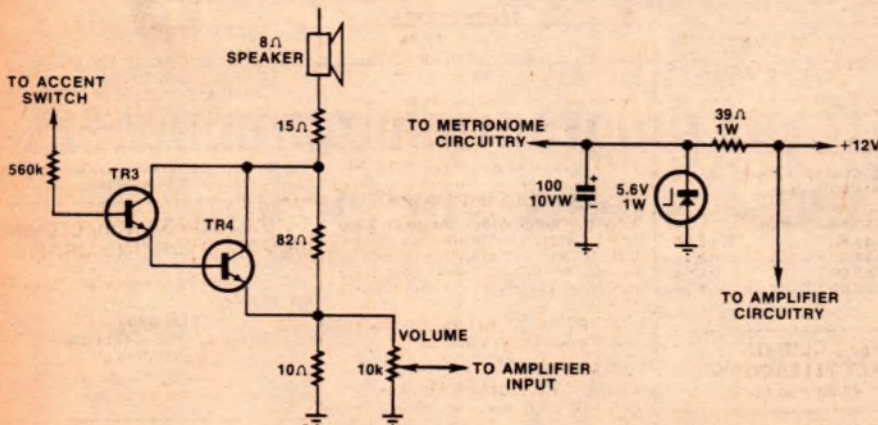 8Ω
SPEAKER
TO ACCENT
SWITCH
15Ω
560k
TR3
TR4
82Ω
VOLUME
10Ω
10k
TO AMPLIFIER
INPUT
TO METRONOME
CIRCUITRY
39Ω
1W
+12V
100
10VW
+
-
5.6V
1W
TO AMPLIFIER
CIRCUITRY